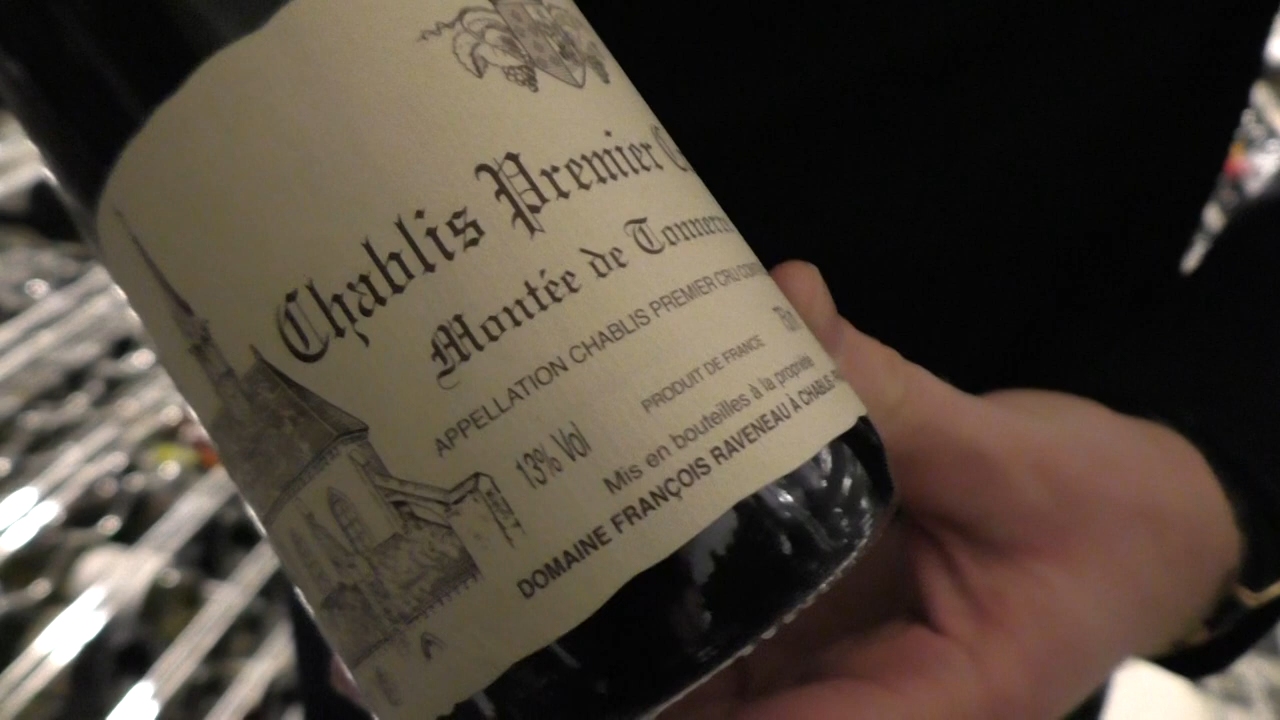 Chablis Premier
Montée de
APPELLATION CHABLIS PREMIER CRU
13% Vol
PRODUIT DE FRANCE
Mis en bouteilles à la propriété
DOMAINE FRANÇOIS RAVENEAU À CHABLIS